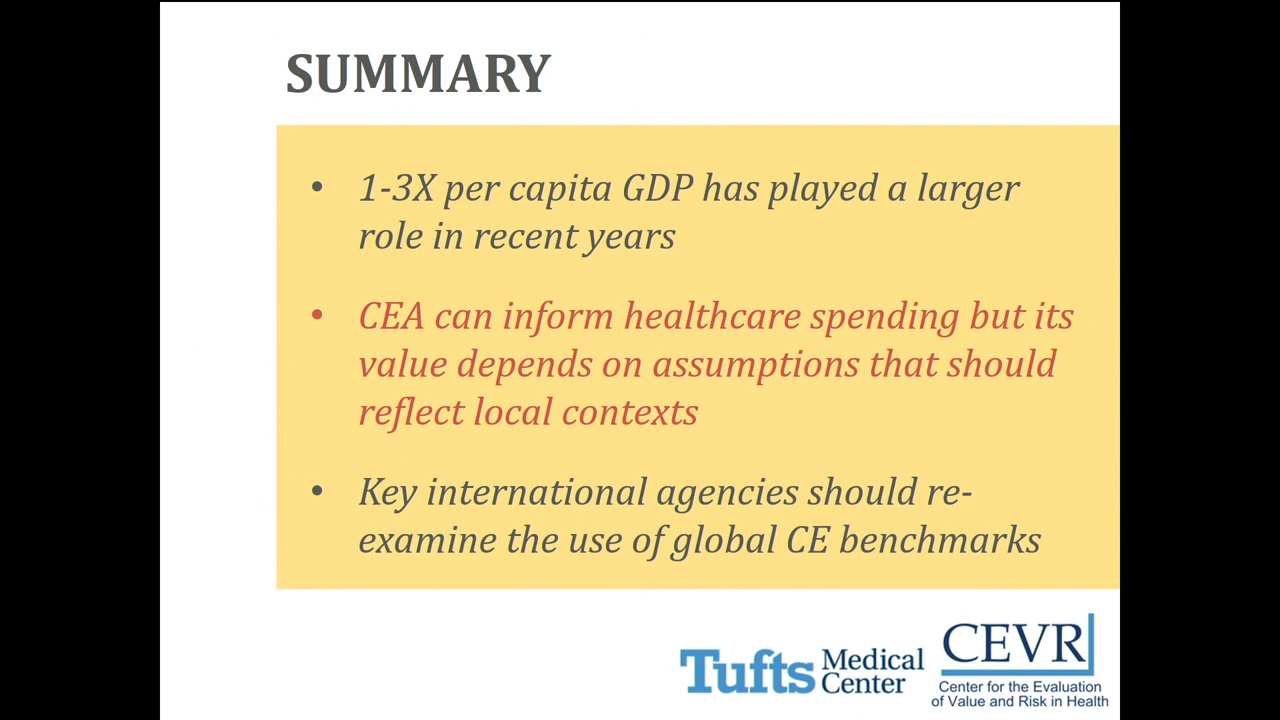 SUMMARY
• 1-3X per capita GDP has played a larger
role in recent years
• CEA can inform healthcare spending but its
value depends on assumptions that should
reflect local contexts
• Key international agencies should re-
examine the use of global CE benchmarks
Tufts Medical
Center
CEVR
Center for the Evaluation
of Value and Risk in Health